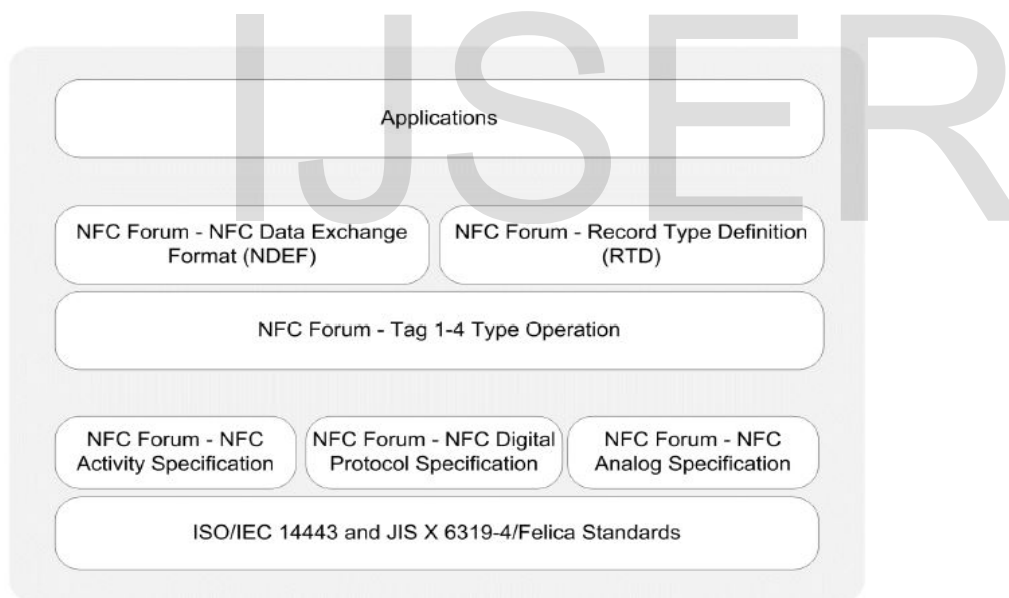 IJSER
Applications
NFC Forum - NFC Data Exchange
Format (NDEF)
NFC Forum - Record Type Definition
(RTD)
NFC Forum - Tag 1-4 Type Operation
NFC Forum - NFC
Activity Specification
NFC Forum - NFC Digital
Protocol Specification
NFC Forum - NFC
Analog Specification
ISO/IEC 14443 and JIS X 6319-4/Felica Standards